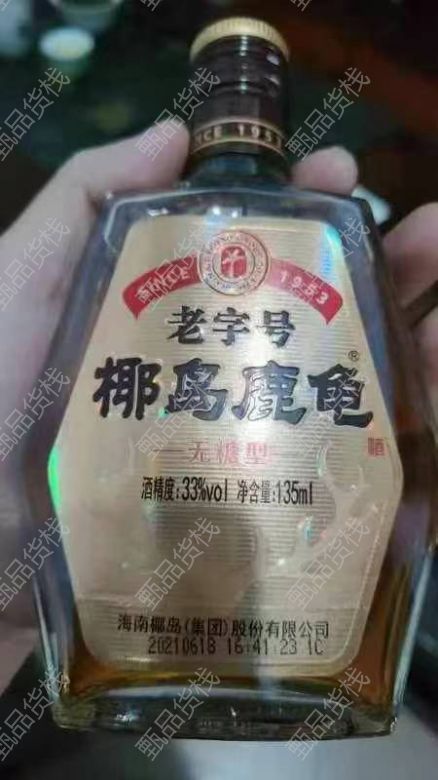 SINCE 1953
SINCE 1953
老字号
椰岛鹿龟®
酒
无糖型
酒精度:33%vol 净含量:135ml
海南椰岛(集团)股份有限公司
20210618 16:41:23 1C
甄品货栈